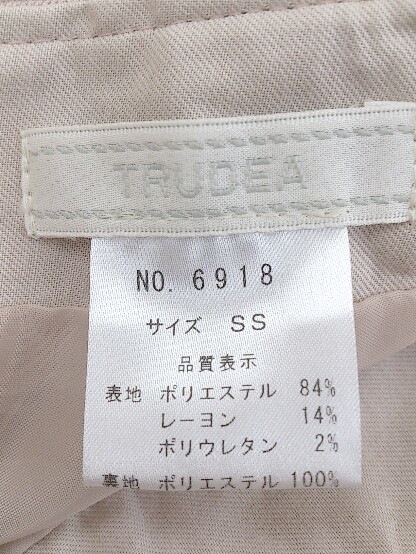 TRUDEA
NO. 6918
サイズ SS
品質表示
表地 ポリエステル 84%
レーヨン 14%
ポリウレタン 2%
裏地 ポリエステル 100%